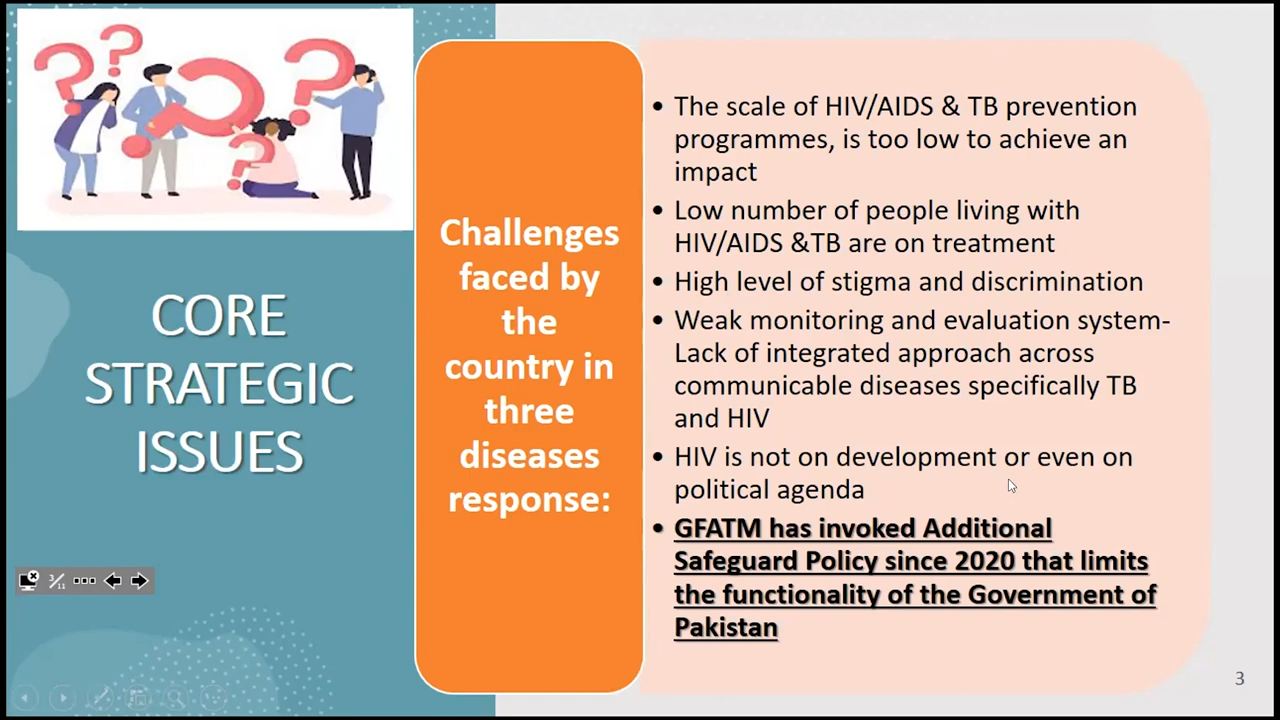 CORE
STRATEGIC
ISSUES
Challenges
faced by
the
country in
three
diseases
response:
• The scale of HIV/AIDS & TB prevention
programmes, is too low to achieve an
impact
• Low number of people living with
HIV/AIDS &TB are on treatment
• High level of stigma and discrimination
• Weak monitoring and evaluation system-
Lack of integrated approach across
communicable diseases specifically TB
and HIV
• HIV is not on development or even on
political agenda
• GFATM has invoked Additional
Safeguard Policy since 2020 that limits
the functionality of the Government of
Pakistan
3/11
3